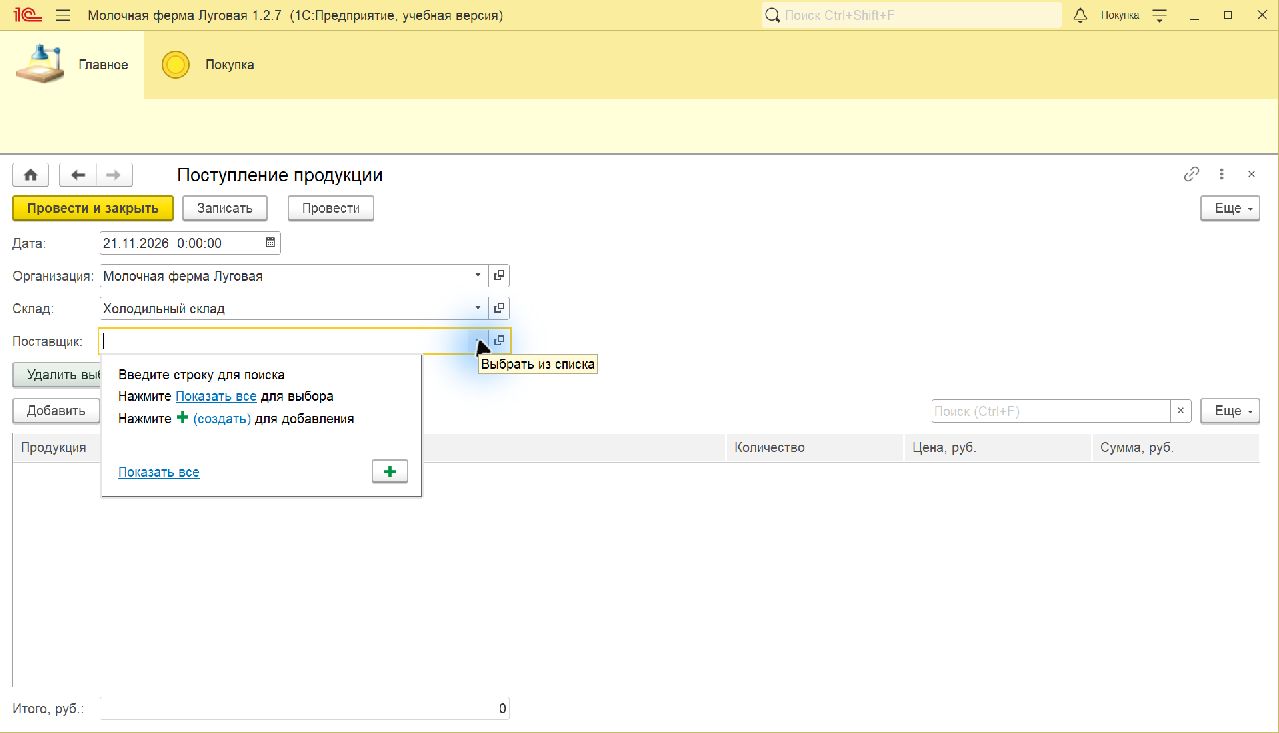 1С Молочная ферма Луговая 1.2.7 (1С:Предприятие, учебная версия) Поиск Ctrl+Shift+F Покупка
Главное Покупка
Поступление продукции
Провести и закрыть Записать Провести Еще
Дата: 21.11.2026 0:00:00
Организация: Молочная ферма Луговая
Склад: Холодильный склад
Поставщик:
Выбрать из списка
Удалить выб
Введите строку для поиска
Нажмите Показать все для выбора
Нажмите + (создать) для добавления
Показать все
Добавить Поиск (Ctrl+F) × Еще
Продукция Количество Цена, руб. Сумма, руб.
Итого, руб.: 0